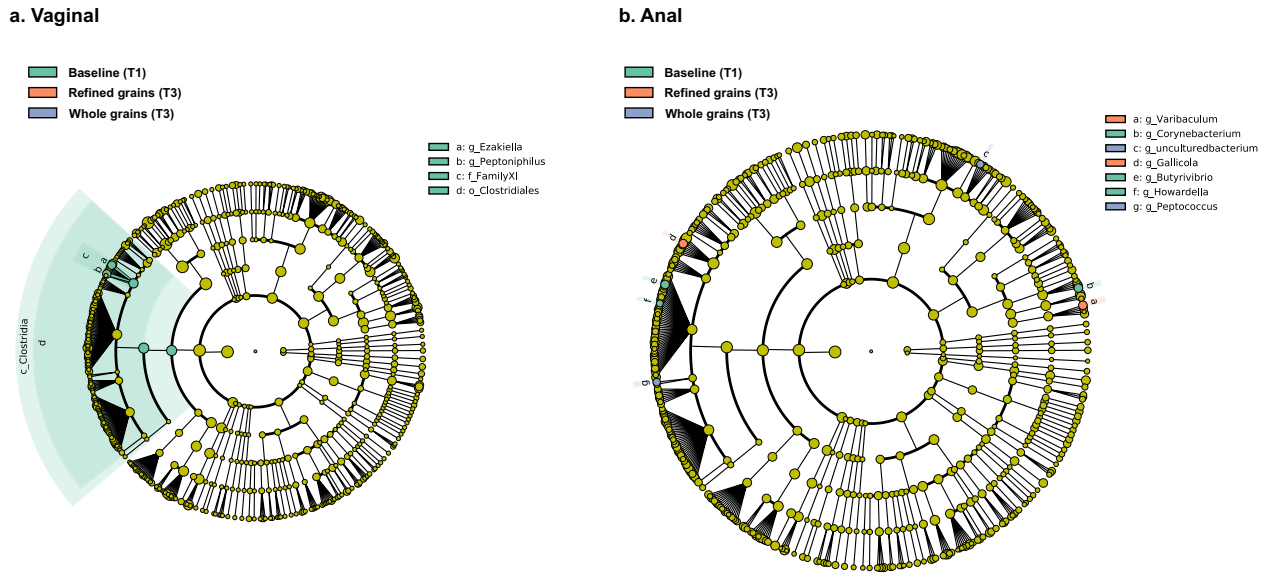 a. Vaginal
Baseline (T1)
Refined grains (T3)
Whole grains (T3)
a: g_Ezakiella
b: g_Peptoniphilus
c: f_FamilyXI
d: o_Clostridiales
c
a
b
d
c_Clostridia
b. Anal
Baseline (T1)
Refined grains (T3)
Whole grains (T3)
a: g_Varibaculum
b: g_Corynebacterium
c: g_unculturedbacterium
d: g_Gallicola
e: g_Butyrivibrio
f: g_Howardella
g: g_Peptococcus
c
d
e
f
b
a
g